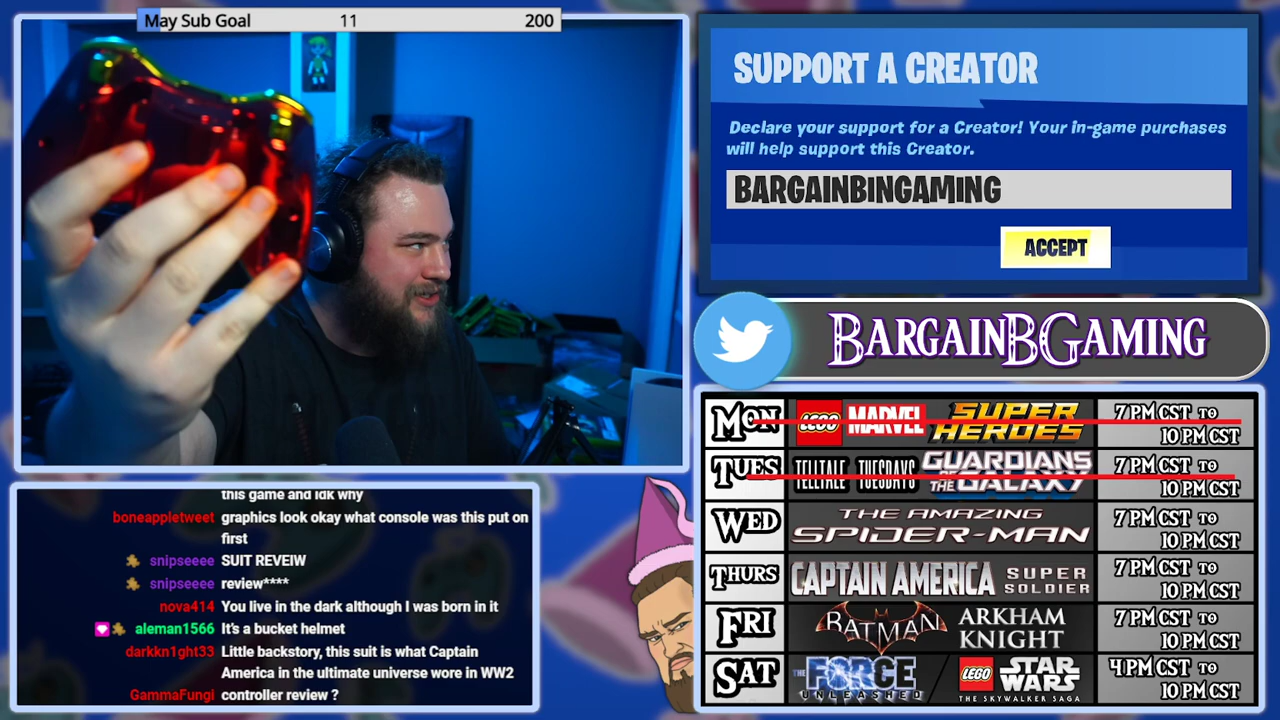 May Sub Goal 11 200
SUPPORT A CREATOR
Declare your support for a Creator! Your in-game purchases
will help support this Creator.
BARGAINBINGAMING
ACCEPT
BARGAINBGAMING
MON LEGO MARVEL SUPER HEROES 7 PM CST TO 10 PM CST
TUES TELLTALE TUESDAYS GUARDIANS OF THE GALAXY 7 PM CST TO 10 PM CST
WED THE AMAZING SPIDER-MAN 7 PM CST TO 10 PM CST
THURS CAPTAIN AMERICA SUPER SOLDIER 7 PM CST TO 10 PM CST
FRI BATMAN ARKHAM KNIGHT 7 PM CST TO 10 PM CST
SAT THE FORCE UNLEASHED LEGO STAR WARS THE SKYWALKER SAGA 4 PM CST TO 10 PM CST
this game and idk why
boneappletweet graphics look okay what console was this put on
first
snipseeee SUIT REVEIW
snipseeee review****
nova414 You live in the dark although I was born in it
aleman1566 It's a bucket helmet
darkkn1ght33 Little backstory, this suit is what Captain
America in the ultimate universe wore in WW2
GammaFungi controller review ?